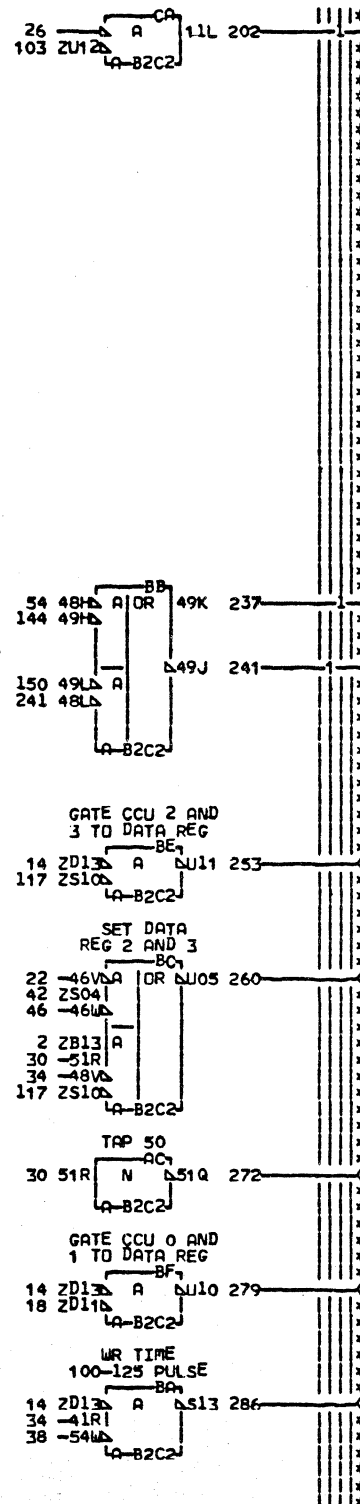 CA
26 A 11L 202 1
103 ZU12
A-B2C2
BB
54 48H A OR 49K 237 1
144 49H
49J 241 1
150 49L A
241 48L
A-B2C2
GATE CCU 2 AND
3 TO DATA REG
BE
14 ZD13 A U11 253
117 ZS10
A-B2C2
SET DATA
REG 2 AND 3
BC
22 -46V A OR U05 260
42 ZS04
46 -46W
2 ZB13 A
30 -51R
34 -48V
117 ZS10
A-B2C2
TAP 50
AC
30 51R N 51Q 272
A-B2C2
GATE CCU 0 AND
1 TO DATA REG
BF
14 ZD13 A U10 279
18 ZD11
A-B2C2
WR TIME
100-125 PULSE
BA
14 ZD13 A S13 286
34 -41R
38 -54W
A-B2C2